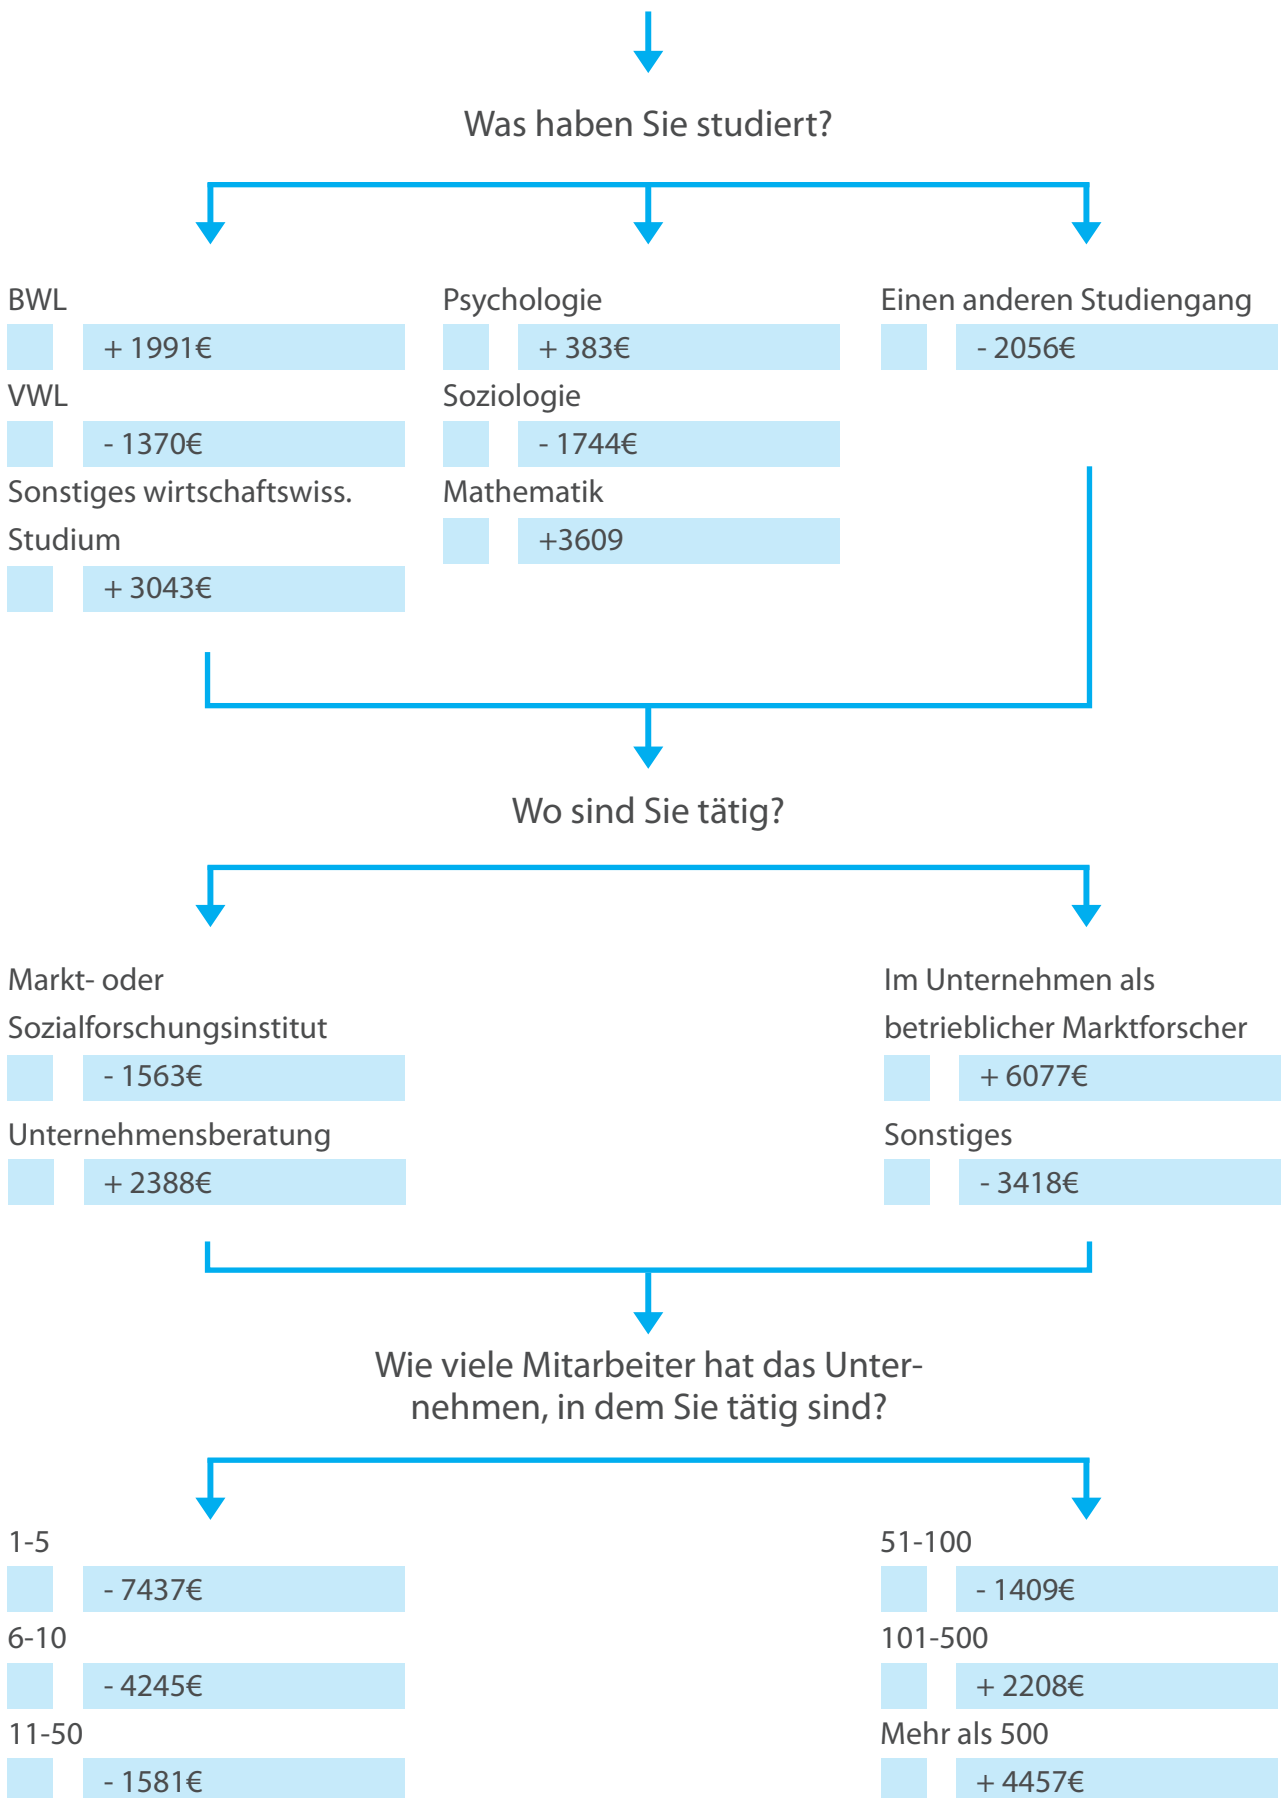 Was haben Sie studiert?
BWL
+ 1991€
VWL
- 1370€
Sonstiges wirtschaftswiss.
Studium
+ 3043€
Psychologie
+ 383€
Soziologie
- 1744€
Mathematik
+3609
Einen anderen Studiengang
- 2056€
Wo sind Sie tätig?
Markt- oder
Sozialforschungsinstitut
- 1563€
Unternehmensberatung
+ 2388€
Im Unternehmen als
betrieblicher Marktforscher
+ 6077€
Sonstiges
- 3418€
Wie viele Mitarbeiter hat das Unter-
nehmen, in dem Sie tätig sind?
1-5
- 7437€
6-10
- 4245€
11-50
- 1581€
51-100
- 1409€
101-500
+ 2208€
Mehr als 500
+ 4457€